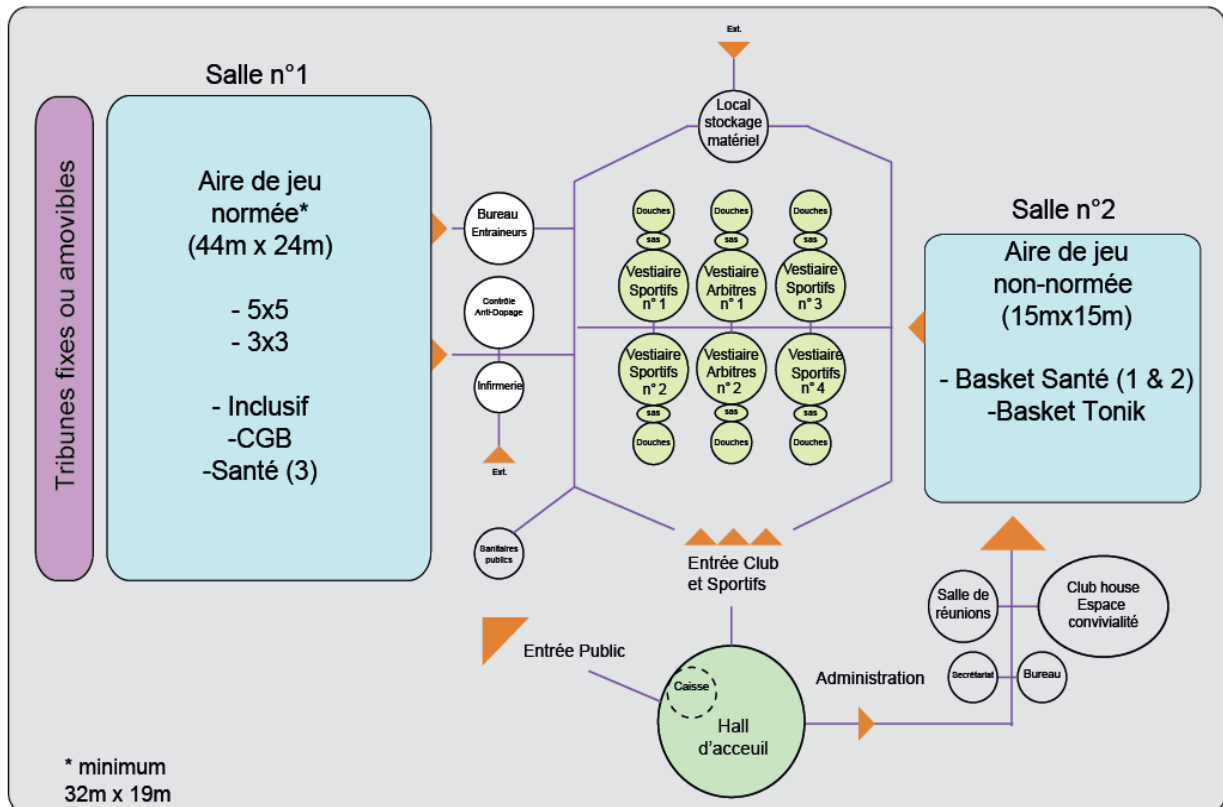 Ext.
Salle n°1
Local
stockage
matériel
Tribunes fixes ou amovibles
Aire de jeu
normée*
(44m x 24m)
- 5x5
- 3x3
- Inclusif
-CGB
-Santé (3)
Bureau
Entraineurs
Contrôle
Anti-Dopage
Infirmerie
Ext.
Sanitaires
publics
Douches
Douches
Douches
sas
sas
sas
Vestiaire
Sportifs
n° 1
Vestiaire
Arbitres
n° 1
Vestiaire
Sportifs
n° 3
Vestiaire
Sportifs
n° 2
Vestiaire
Arbitres
n° 2
Vestiaire
Sportifs
n° 4
sas
sas
sas
Douches
Douches
Douches
Salle n°2
Aire de jeu
non-normée
(15mx15m)
- Basket Santé (1 & 2)
-Basket Tonik
Entrée Club
et Sportifs
Entrée Public
Caisse
Hall
d'acceuil
Administration
Salle de
réunions
Club house
Espace
convivialité
Secrétariat
Bureau
* minimum
32m x 19m